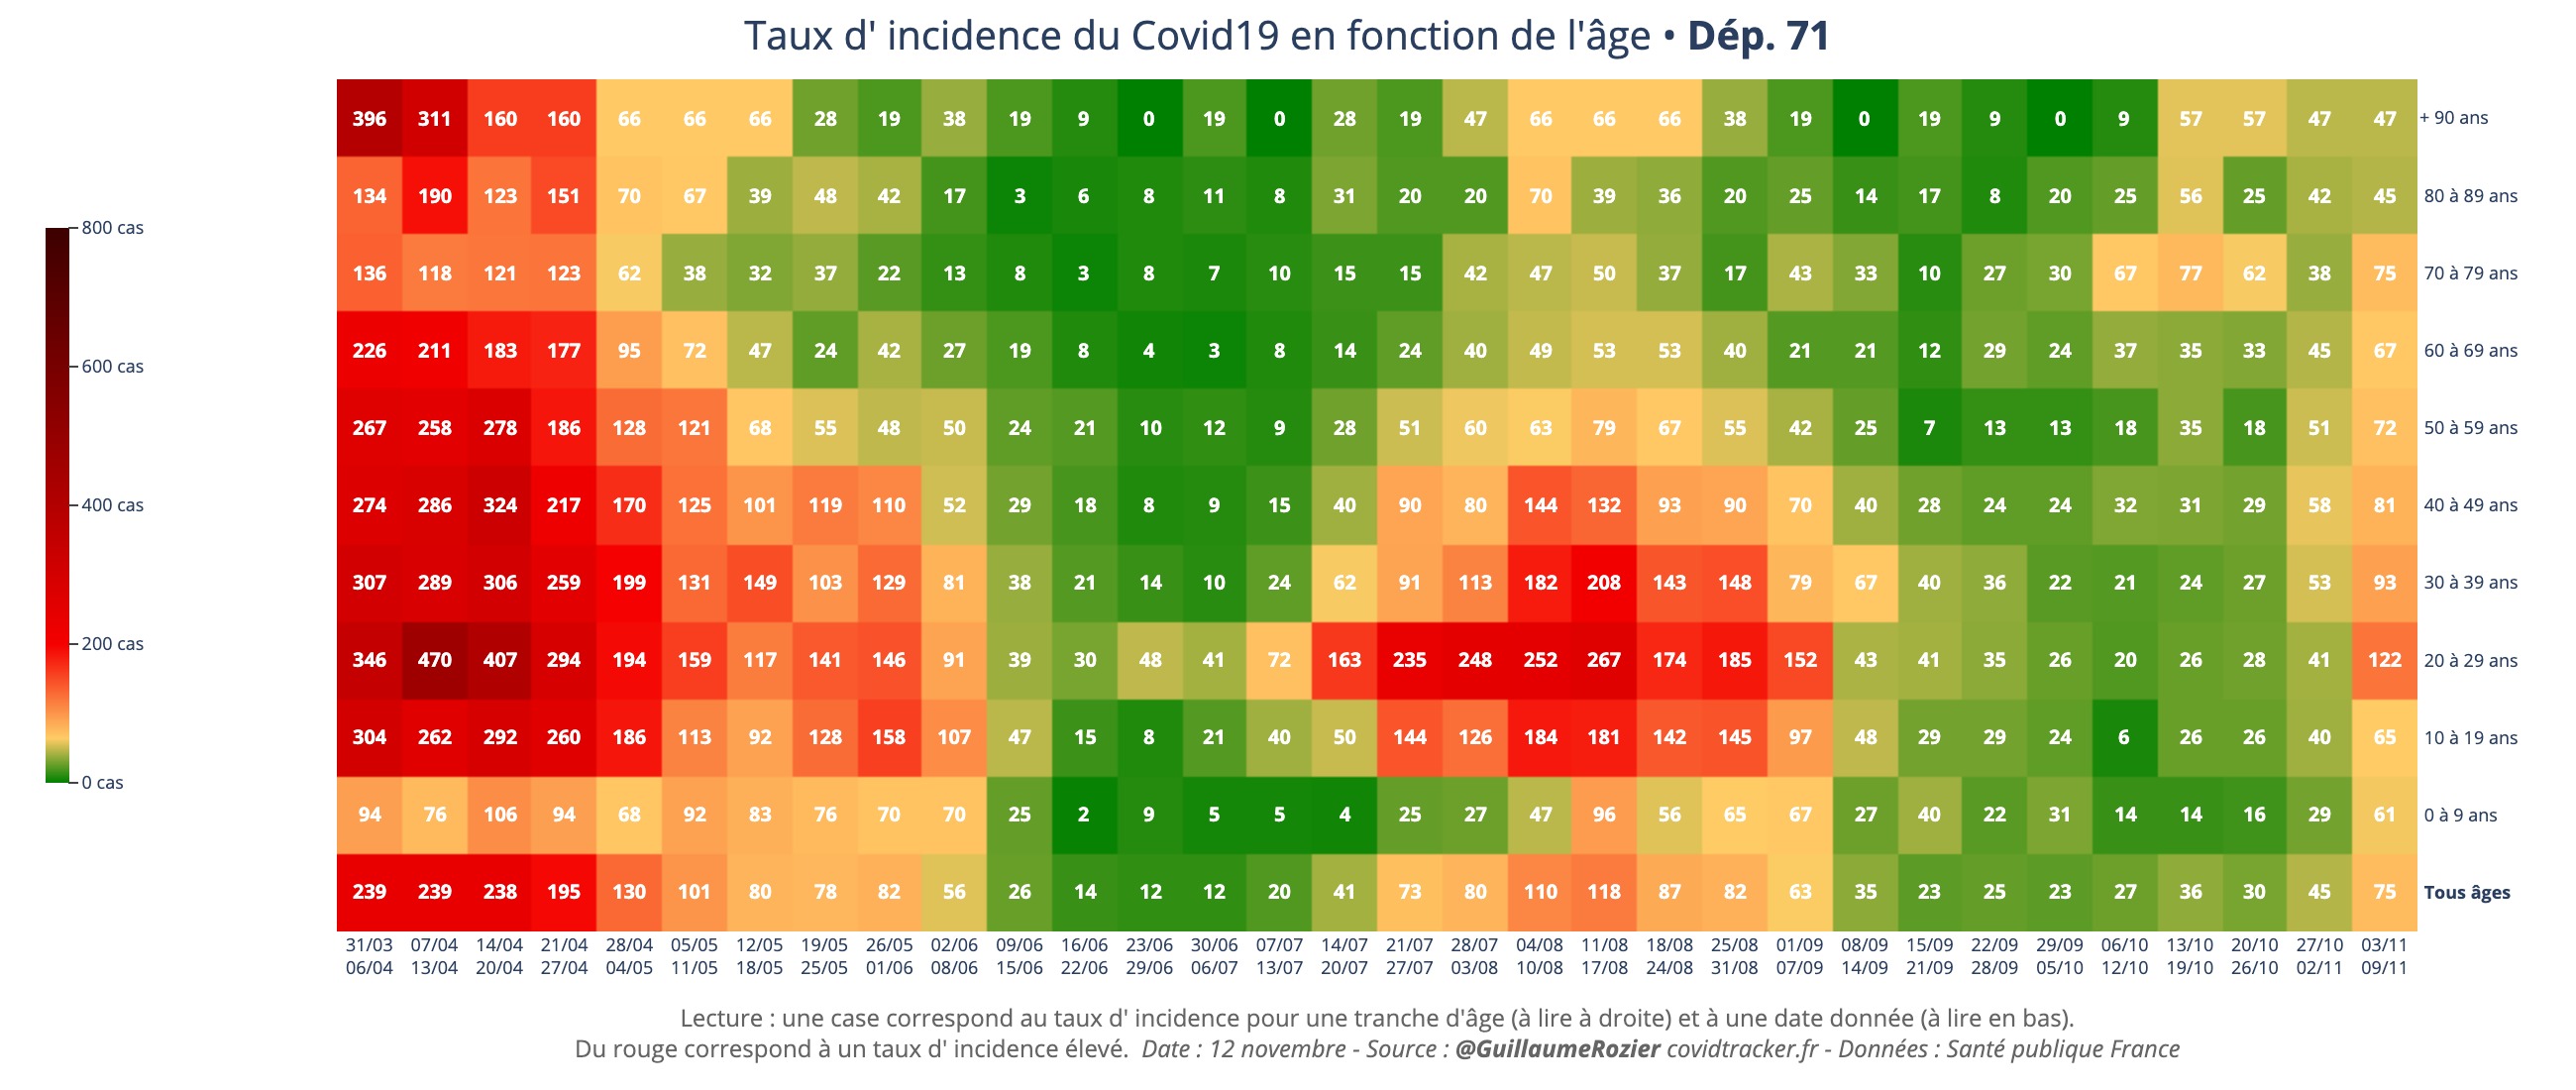 Taux d' incidence du Covid19 en fonction de l'âge • Dép. 71
800 cas
600 cas
400 cas
200 cas
0 cas
396 311 160 160 66 66 66 28 19 38 19 9 0 19 0 28 19 47 66 66 66 38 19 0 19 9 0 9 57 57 47 47 + 90 ans
134 190 123 151 70 67 39 48 42 17 3 6 8 11 8 31 20 20 70 39 36 20 25 14 17 8 20 25 56 25 42 45 80 à 89 ans
136 118 121 123 62 38 32 37 22 13 8 3 8 7 10 15 15 42 47 50 37 17 43 33 10 27 30 67 77 62 38 75 70 à 79 ans
226 211 183 177 95 72 47 24 42 27 19 8 4 3 8 14 24 40 49 53 53 40 21 21 12 29 24 37 35 33 45 67 60 à 69 ans
267 258 278 186 128 121 68 55 48 50 24 21 10 12 9 28 51 60 63 79 67 55 42 25 7 13 13 18 35 18 51 72 50 à 59 ans
274 286 324 217 170 125 101 119 110 52 29 18 8 9 15 40 90 80 144 132 93 90 70 40 28 24 24 32 31 29 58 81 40 à 49 ans
307 289 306 259 199 131 149 103 129 81 38 21 14 10 24 62 91 113 182 208 143 148 79 67 40 36 22 21 24 27 53 93 30 à 39 ans
346 470 407 294 194 159 117 141 146 91 39 30 48 41 72 163 235 248 252 267 174 185 152 43 41 35 26 20 26 28 41 122 20 à 29 ans
304 262 292 260 186 113 92 128 158 107 47 15 8 21 40 50 144 126 184 181 142 145 97 48 29 29 24 6 26 26 40 65 10 à 19 ans
94 76 106 94 68 92 83 76 70 70 25 2 9 5 5 4 25 27 47 96 56 65 67 27 40 22 31 14 14 16 29 61 0 à 9 ans
239 239 238 195 130 101 80 78 82 56 26 14 12 12 20 41 73 80 110 118 87 82 63 35 23 25 23 27 36 30 45 75 Tous âges
31/03 07/04 14/04 21/04 28/04 05/05 12/05 19/05 26/05 02/06 09/06 16/06 23/06 30/06 07/07 14/07 21/07 28/07 04/08 11/08 18/08 25/08 01/09 08/09 15/09 22/09 29/09 06/10 13/10 20/10 27/10 03/11
06/04 13/04 20/04 27/04 04/05 11/05 18/05 25/05 01/06 08/06 15/06 22/06 29/06 06/07 13/07 20/07 27/07 03/08 10/08 17/08 24/08 31/08 07/09 14/09 21/09 28/09 05/10 12/10 19/10 26/10 02/11 09/11
Lecture : une case correspond au taux d' incidence pour une tranche d'âge (à lire à droite) et à une date donnée (à lire en bas).
Du rouge correspond à un taux d' incidence élevé. Date : 12 novembre - Source : @GuillaumeRozier covidtracker.fr - Données : Santé publique France